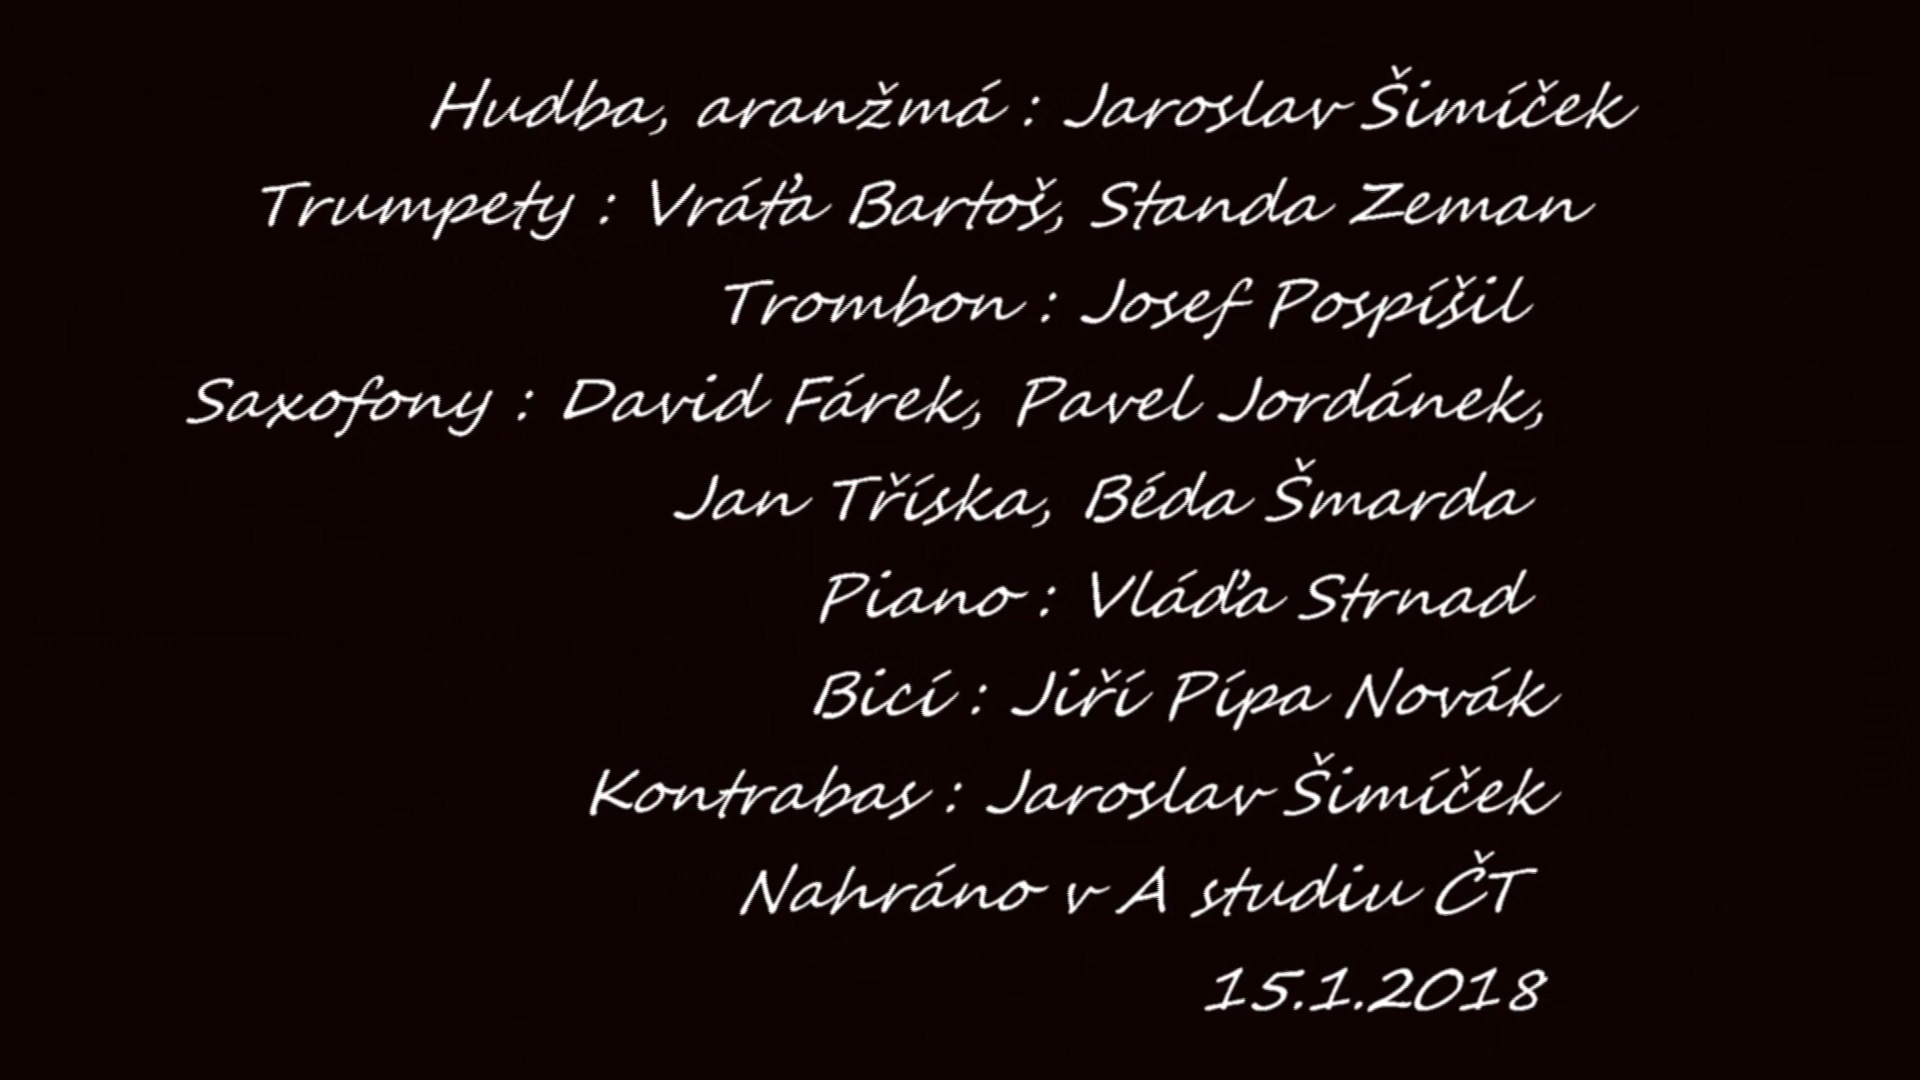 Hudba, aranžmá : Jaroslav Šimíček
Trumpety : Vráťa Bartoš, Standa Zeman
Trombon : Josef Pospíšil
Saxofony : David Fárek, Pavel Jordánek,
Jan Tříska, Béda Šmarda
Piano : Vláďa Strnad
Bicí : Jiří Pípa Novák
Kontrabas : Jaroslav Šimíček
Nahráno v A studiu ČT
15.1.2018